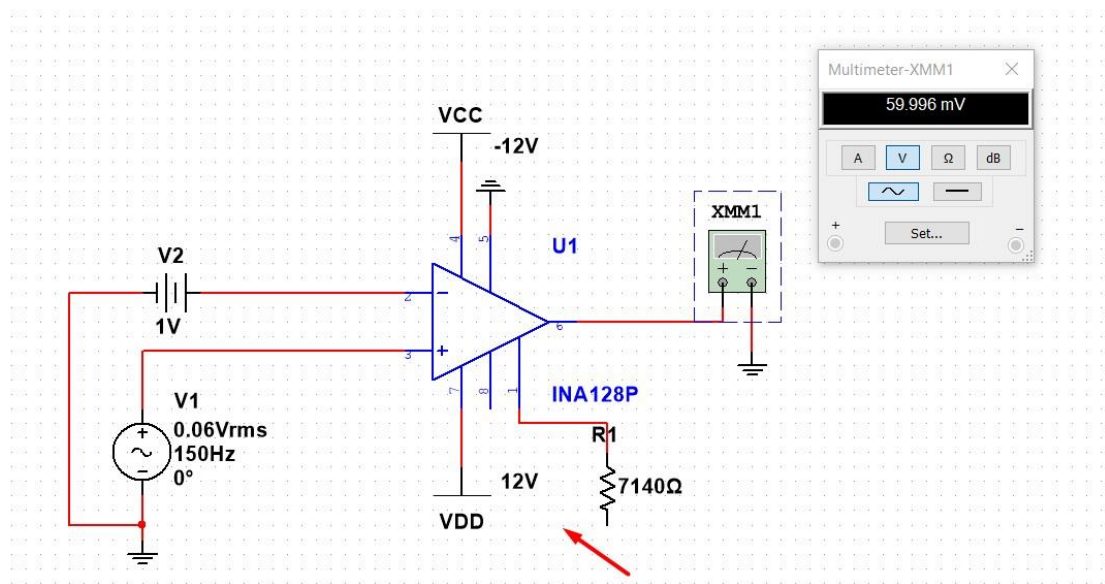 Multimeter-XMM1
59.996 mV
A V Ω dB
+ Set... −
VCC
-12V
4 5
XMM1
+ −
U1
V2
2 −
1V
6
3 +
7 8 1
INA128P
V1
+
0.06Vrms
150Hz
−
0°
R1
12V
7140Ω
VDD